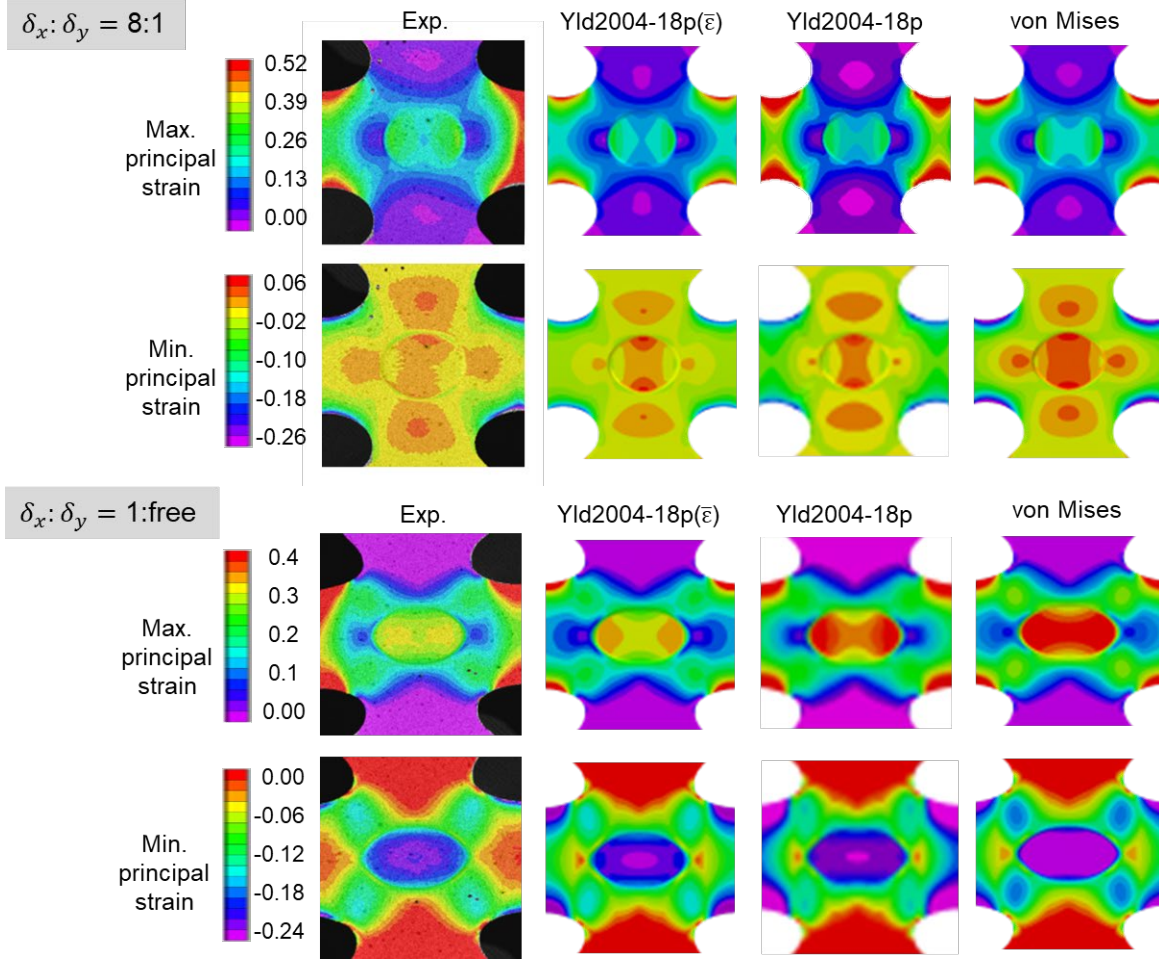 δx: δy = 8:1
Exp.
Yld2004-18p(ε̅)
Yld2004-18p
von Mises
Max.
principal
strain
0.52
0.39
0.26
0.13
0.00
Min.
principal
strain
0.06
-0.02
-0.10
-0.18
-0.26
δx: δy = 1:free
Exp.
Yld2004-18p(ε̅)
Yld2004-18p
von Mises
Max.
principal
strain
0.4
0.3
0.2
0.1
0.00
Min.
principal
strain
0.00
-0.06
-0.12
-0.18
-0.24